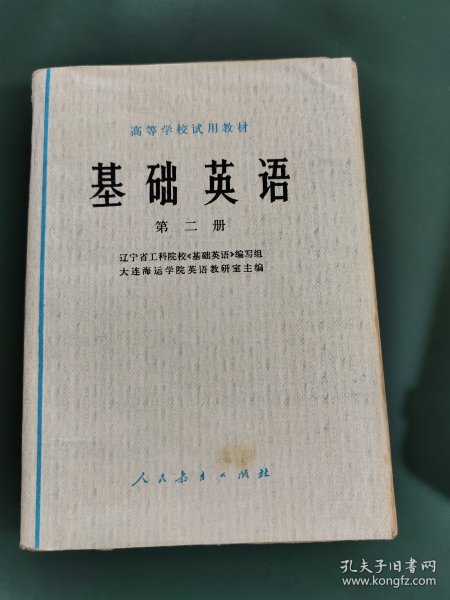 高等学校试用教材
基础英语
第二册
辽宁省工科院校《基础英语》编写组
大连海运学院英语教研室主编
人民教育出版社
孔夫子旧书网
www.kongfz.com